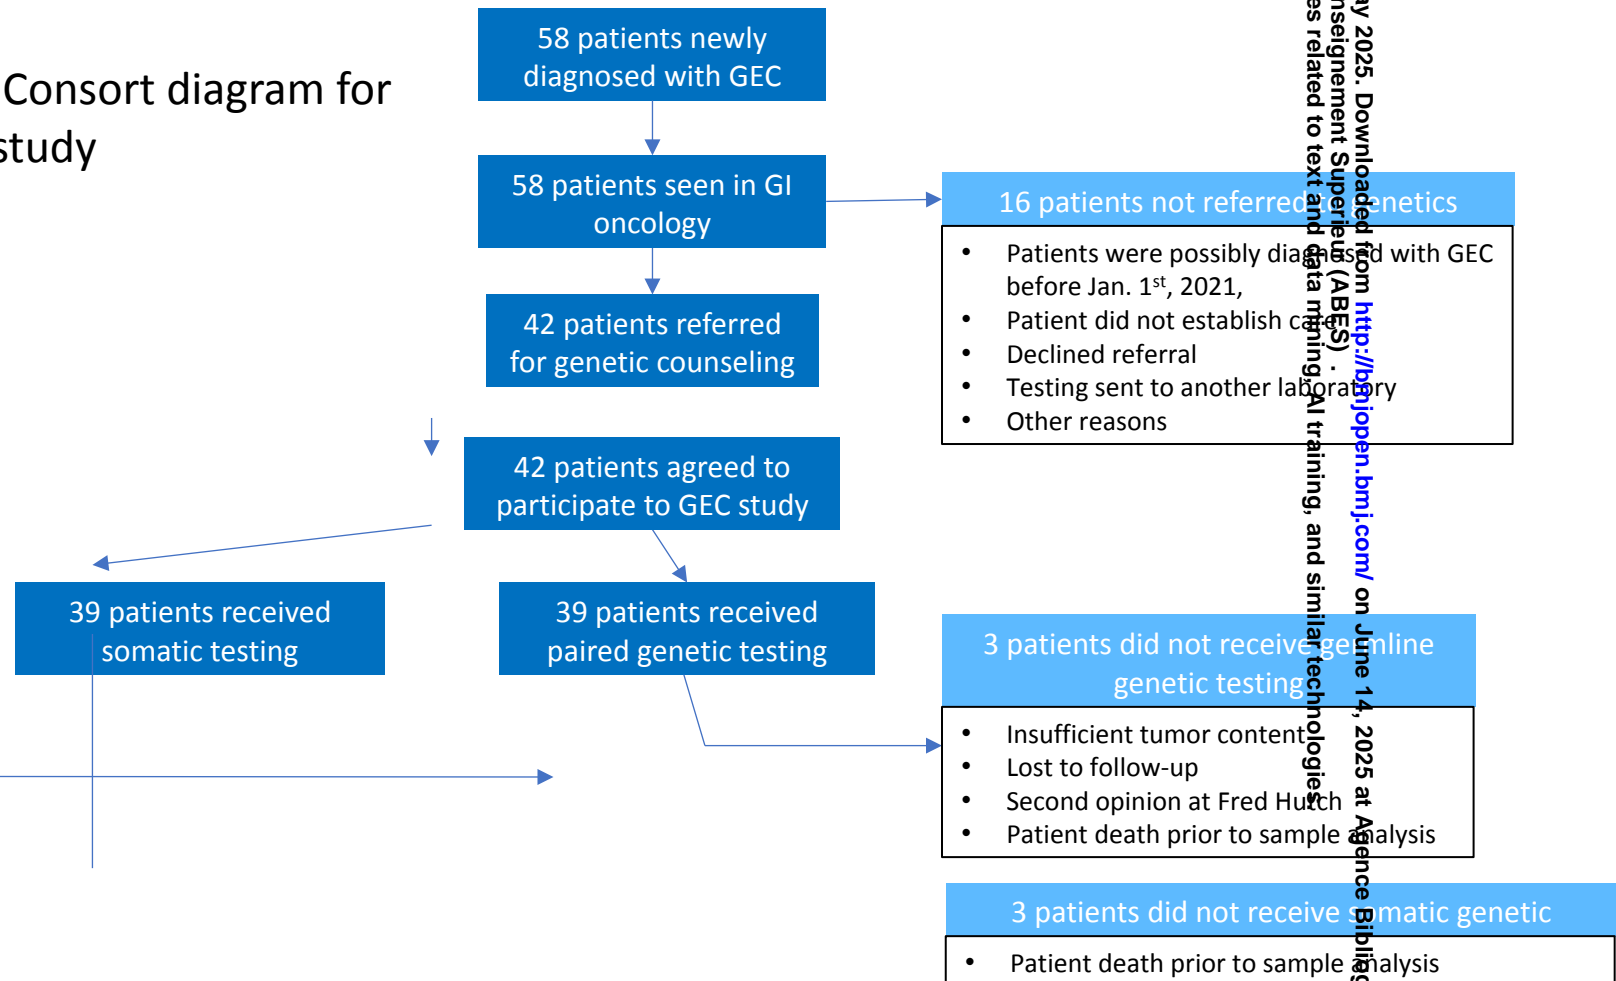 58 patients newly
diagnosed with GEC
Consort diagram for
study
58 patients seen in GI
oncology
16 patients not referred to genetics
• Patients were possibly diagnosed with GEC
before Jan. 1st, 2021,
• Patient did not establish care
• Declined referral
• Testing sent to another laboratory
• Other reasons
42 patients referred
for genetic counseling
42 patients agreed to
participate to GEC study
39 patients received
somatic testing
39 patients received
paired genetic testing
3 patients did not receive germline
genetic testing
• Insufficient tumor content
• Lost to follow-up
• Second opinion at Fred Hutch
• Patient death prior to sample analysis
3 patients did not receive somatic genetic
• Patient death prior to sample analysis
2025. Downloaded from http://bmjopen.bmj.com/ on June 14, 2025 at Agence
Superieur (ABES) .
related to text and data mining, AI training, and similar technologies.